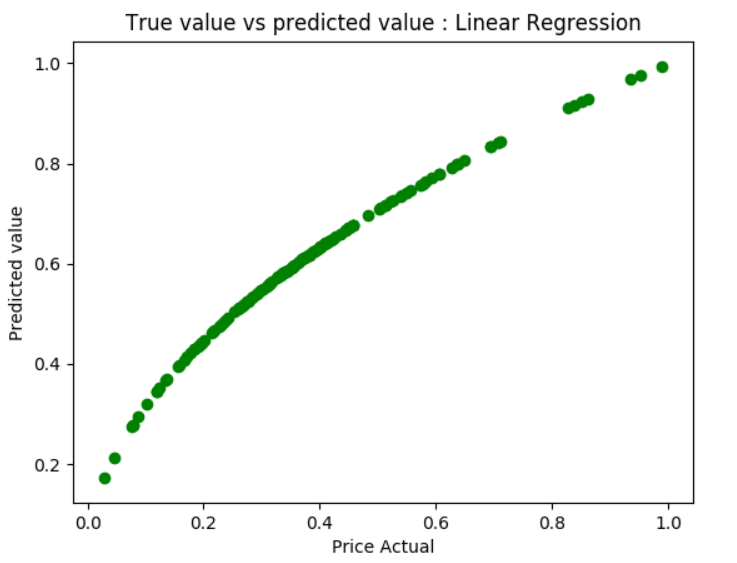 True value vs predicted value : Linear Regression
1.0
0.8
0.6
0.4
0.2
Predicted value
0.0 0.2 0.4 0.6 0.8 1.0
Price Actual